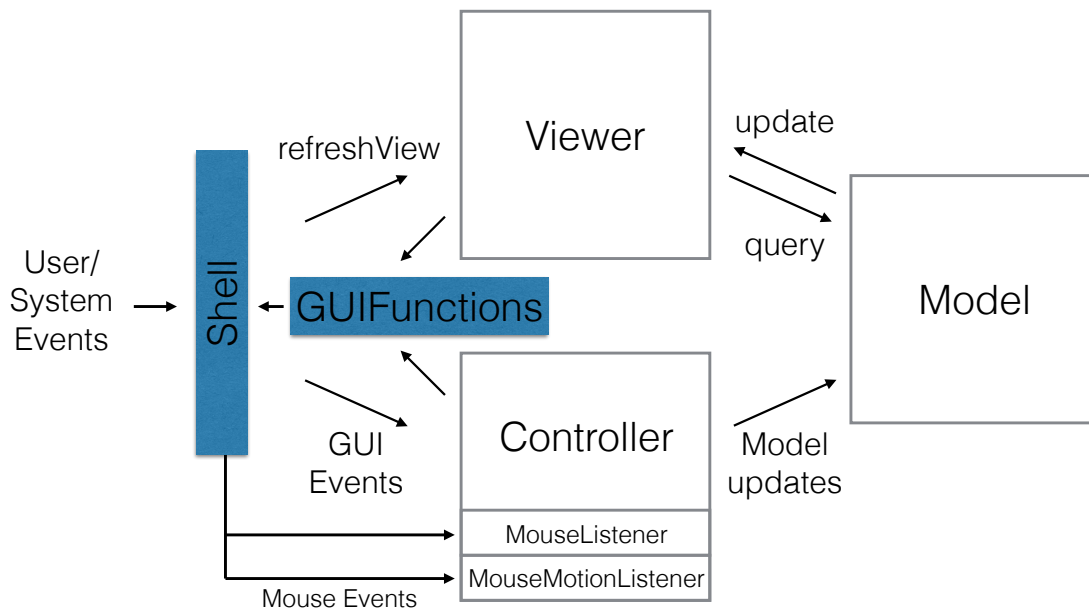 Viewer
update
refreshView
query
User/
System
Events
Shell
GUIFunctions
Model
Controller
GUI
Events
Model
updates
MouseListener
MouseMotionListener
Mouse Events